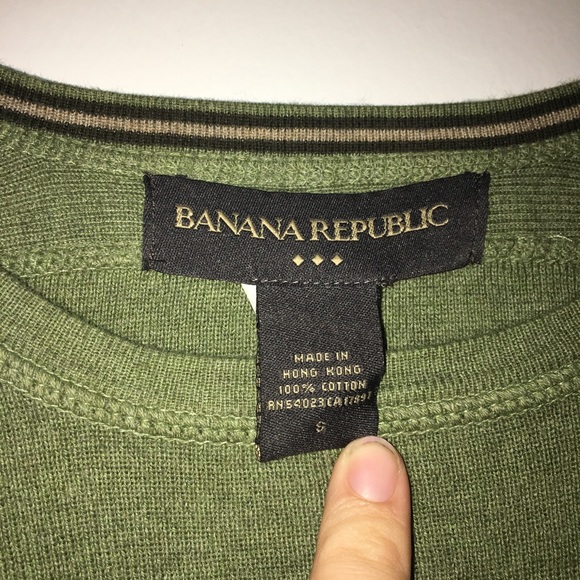 BANANA REPUBLIC
MADE IN
HONG KONG
100% COTTON
RN54023CA17897
S